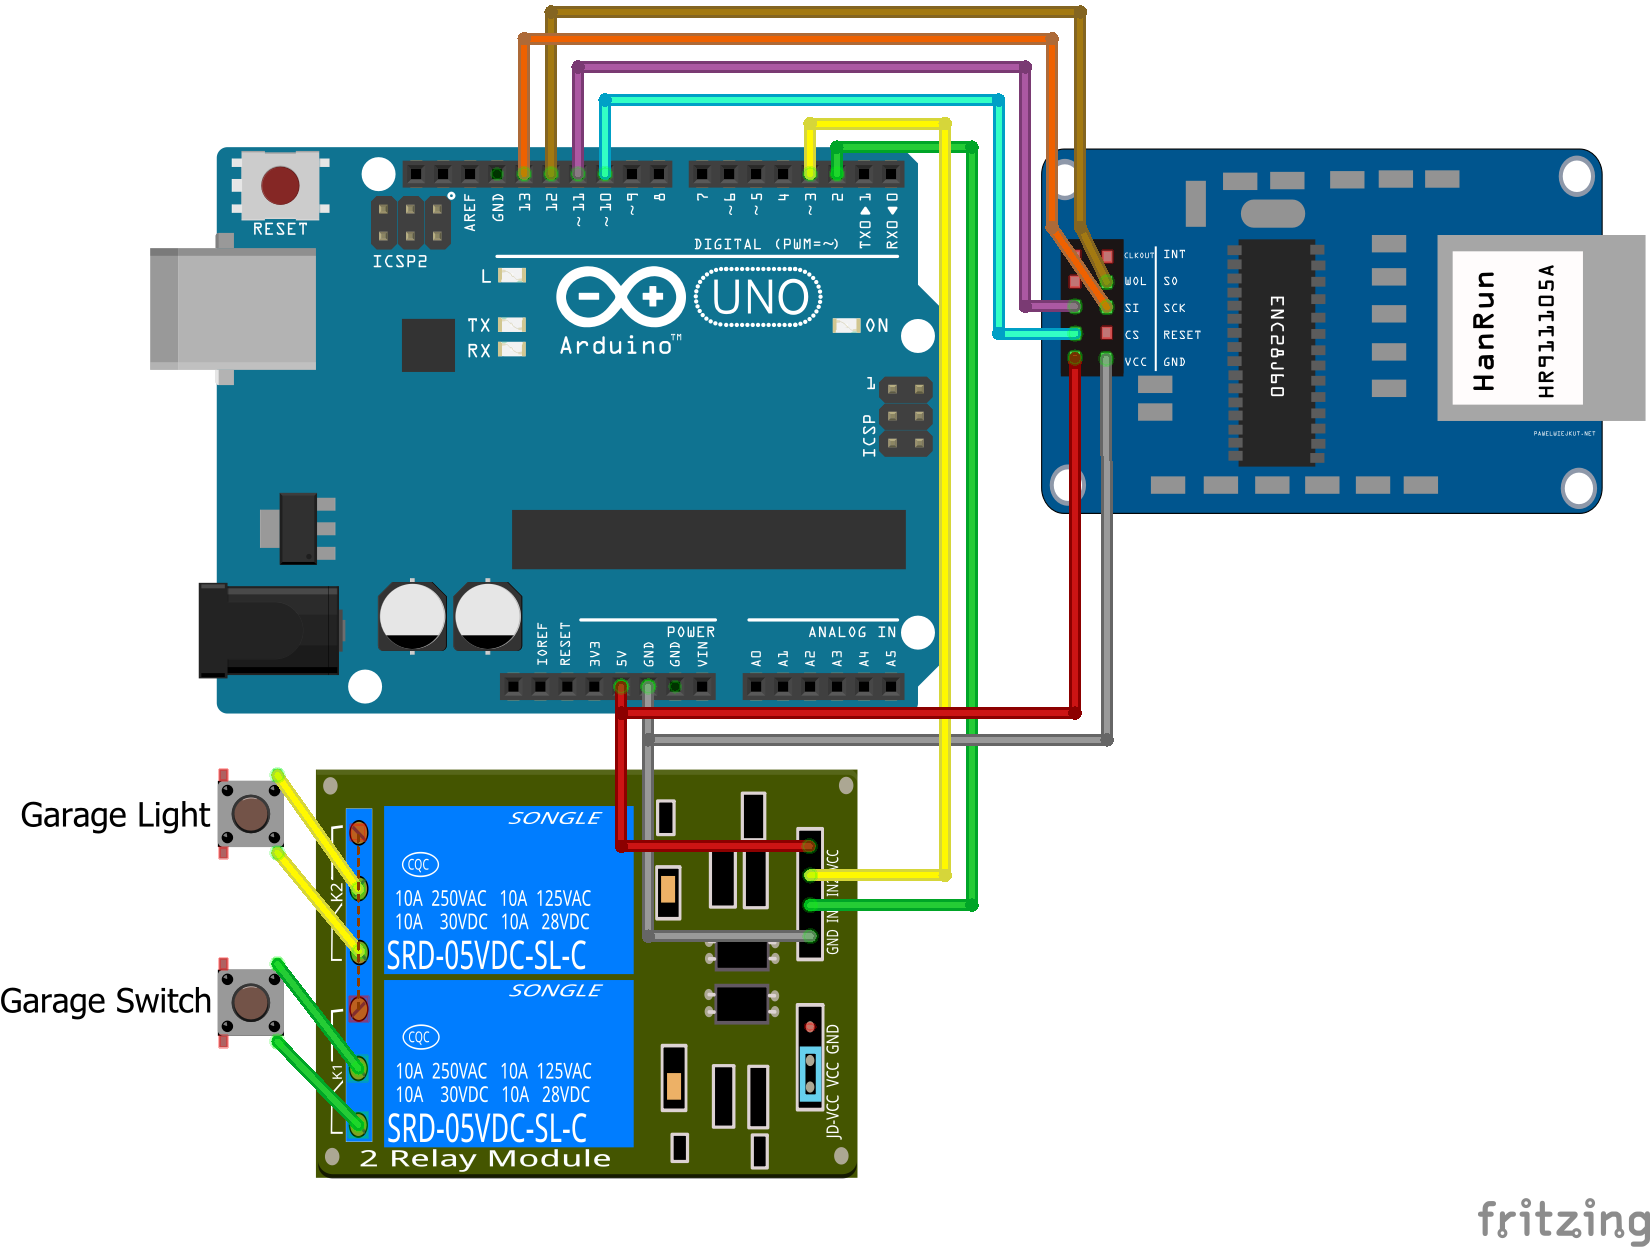 RESET
ICSP2
AREF
GND
13
12
~11
~10
~9
8
7
~6
~5
4
~3
2
TX0 1
RX0 0
DIGITAL (PWM=~)
L
TX
RX
ON
UNO
Arduino™
1
ICSP
IOREF
RESET
3V3
5V
GND
GND
VIN
POWER
ANALOG IN
A0
A1
A2
A3
A4
A5
CLKOUT INT
WOL SO
SI SCK
CS RESET
VCC GND
ENC28J60
HanRun
HR911105A
PAWELWIEJKUT.NET
Garage Light
Garage Switch
K2
K1
SONGLE
CQC
10A 250VAC 10A 125VAC
10A 30VDC 10A 28VDC
SRD-05VDC-SL-C
SONGLE
CQC
10A 250VAC 10A 125VAC
10A 30VDC 10A 28VDC
SRD-05VDC-SL-C
2 Relay Module
VCC
IN2
GND
JD-VCC VCC GND
fritzing